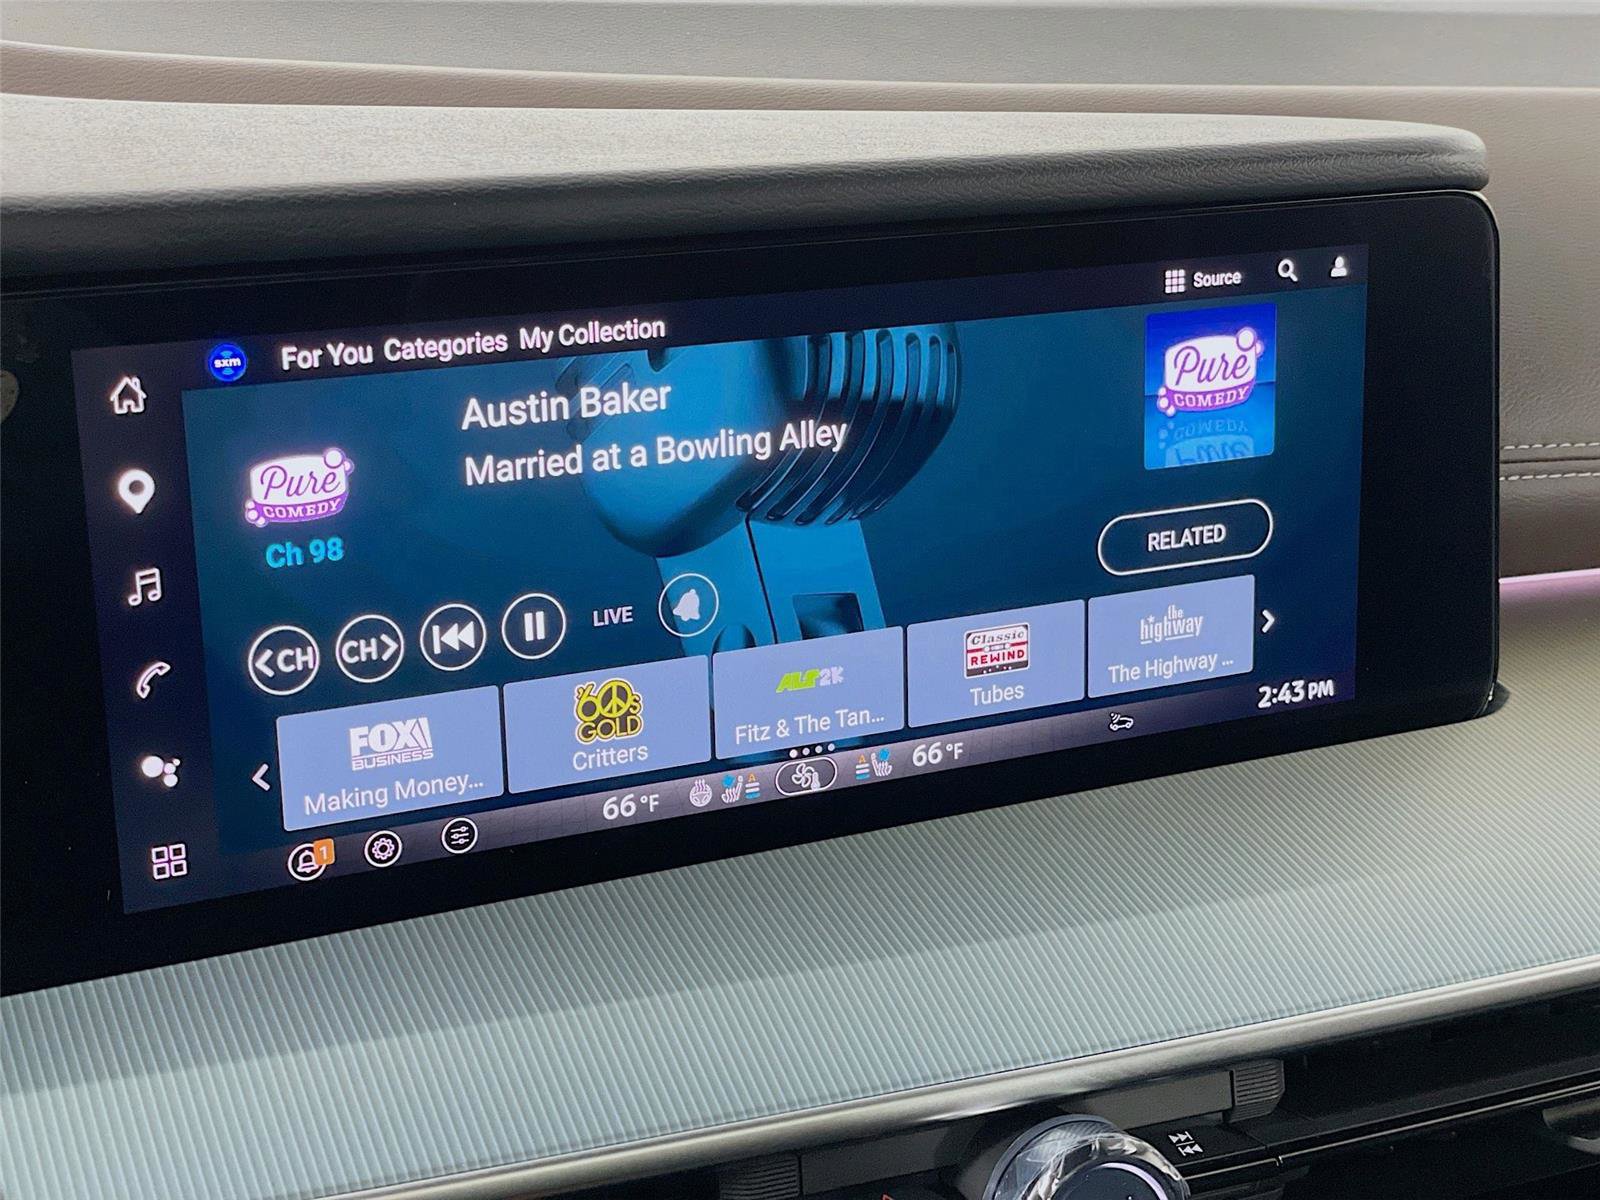 Source
sxm
For You Categories My Collection
Austin Baker
Married at a Bowling Alley
Pure
COMEDY
Pure
COMEDY
Ch 98
RELATED
<CH
CH>
LIVE
FOX
BUSINESS
Making Money...
'60s
GOLD
Critters
ALT2K
Fitz & The Tan...
Classic
REWIND
Tubes
the
highway
The Highway ...
2:43 PM
1
66 °F
A
A
66 °F